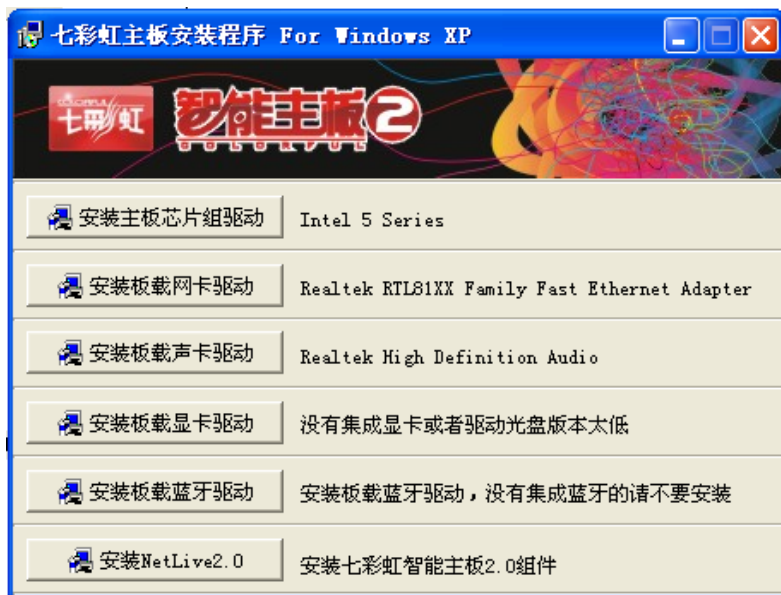 七彩虹主板安装程序 For Windows XP
COLORFUL
七彩虹
智能主板2
COLORFUL
安装主板芯片组驱动 Intel 5 Series
安装板载网卡驱动 Realtek RTL81XX Family Fast Ethernet Adapter
安装板载声卡驱动 Realtek High Definition Audio
安装板载显卡驱动 没有集成显卡或者驱动光盘版本太低
安装板载蓝牙驱动 安装板载蓝牙驱动，没有集成蓝牙的请不要安装
安装NetLive2.0 安装七彩虹智能主板2.0组件